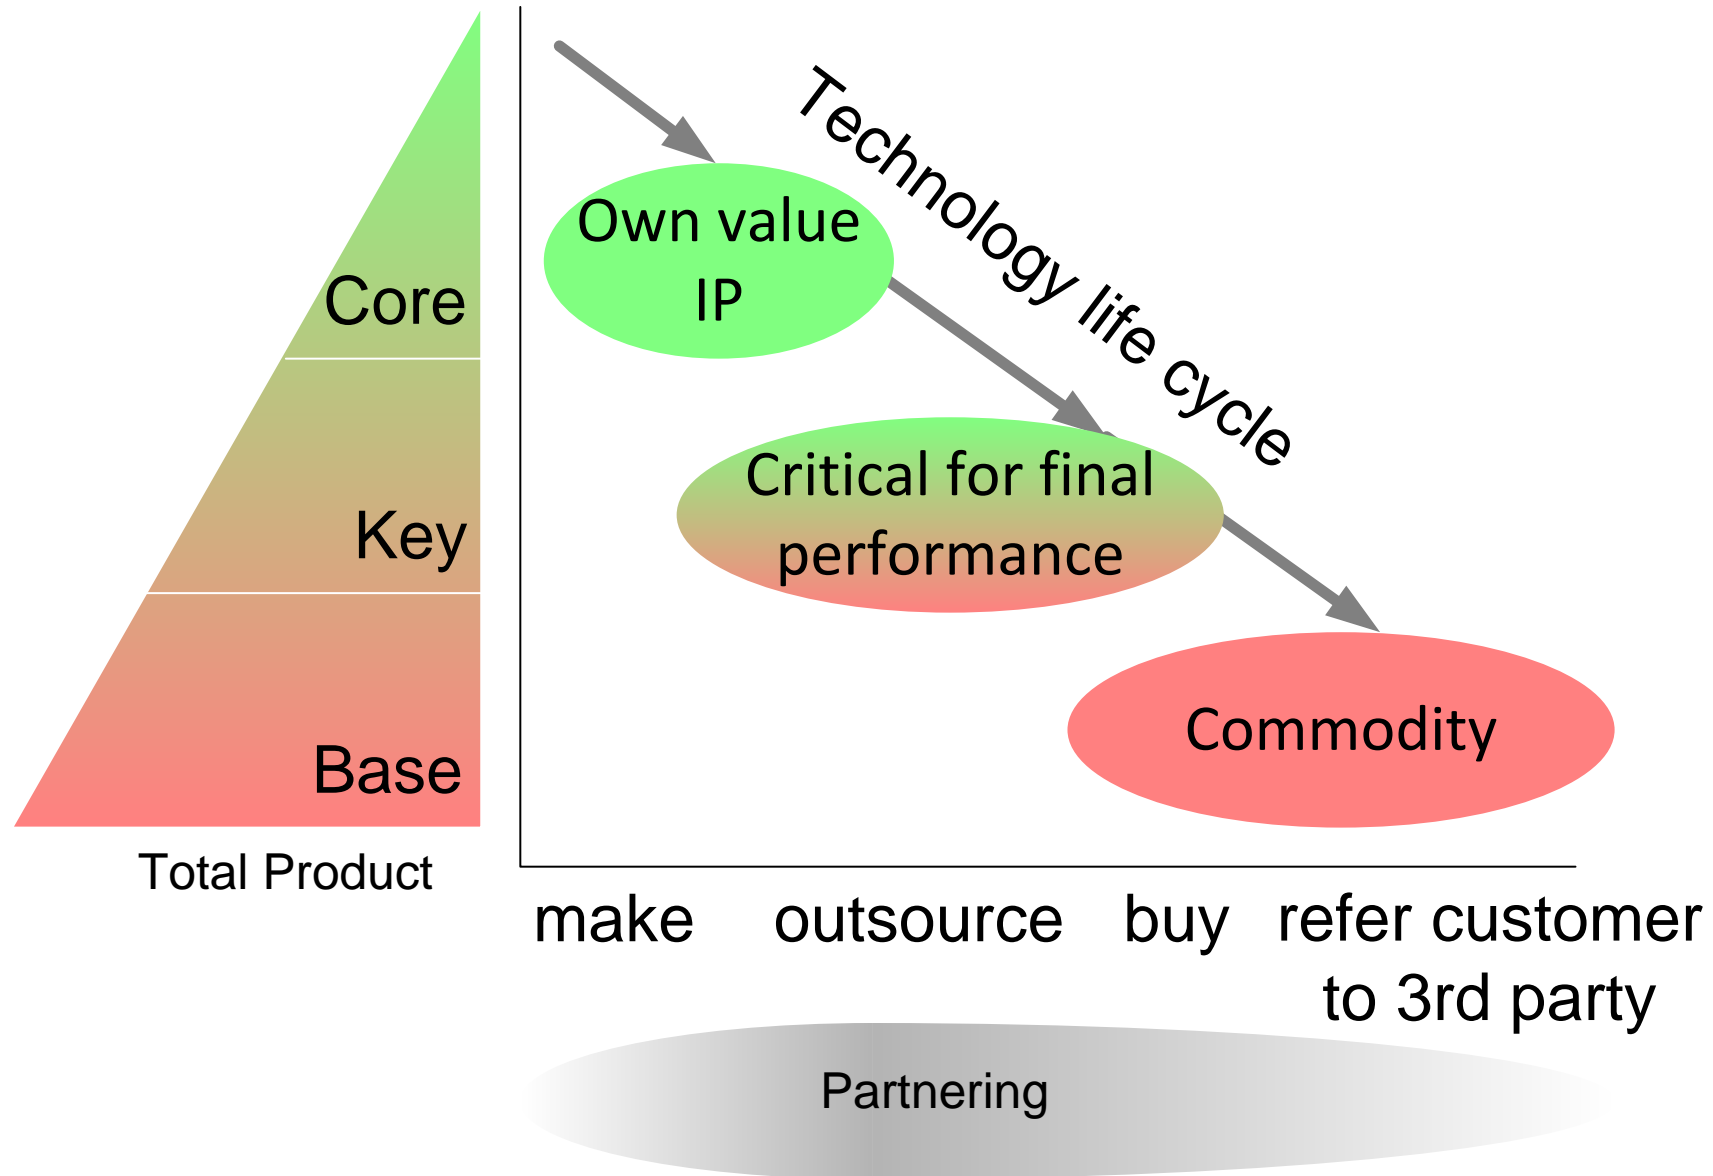 Technology life cycle
Own value
IP
Core
Critical for final
performance
Key
Commodity
Base
Total Product
make outsource buy refer customer
to 3rd party
Partnering